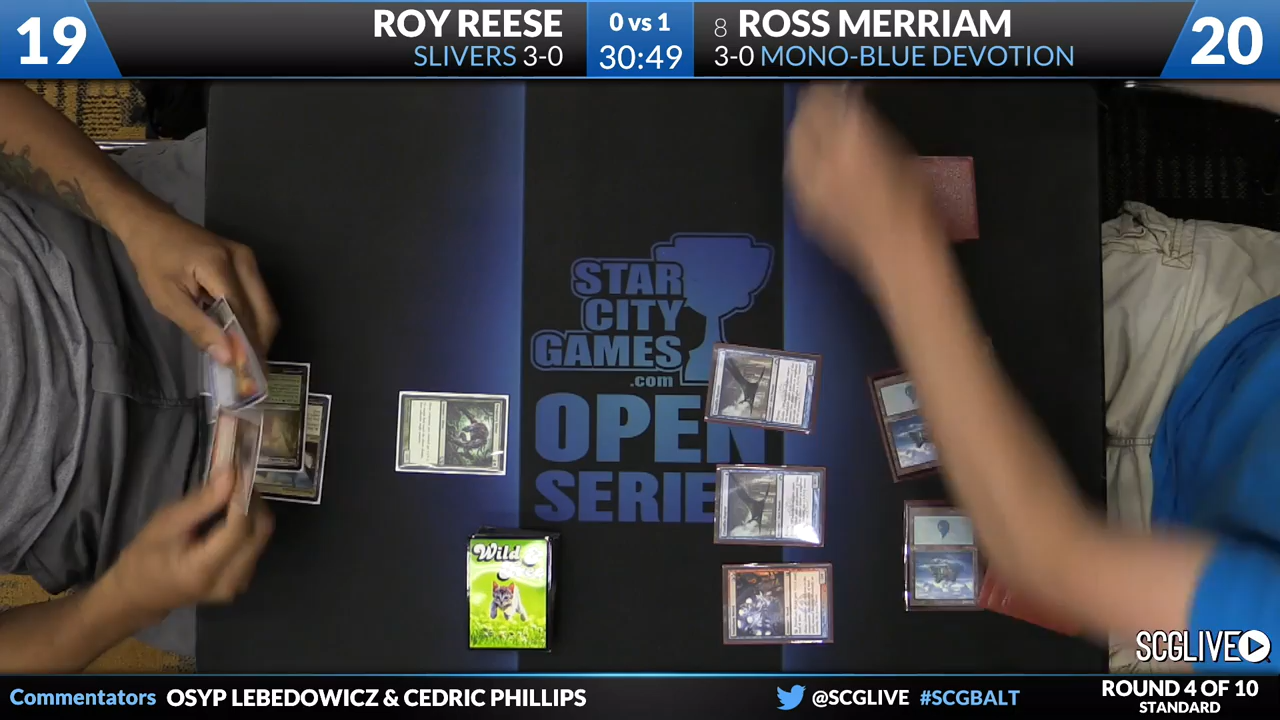 19
ROY REESE
SLIVERS 3-0
0 vs 1
30:49
8 ROSS MERRIAM
3-0 MONO-BLUE DEVOTION
20
STAR
CITY
GAMES
.com
OPEN
SERIE
Wild
SCGLIVE
Commentators OSYP LEBEDOWICZ & CEDRIC PHILLIPS
@SCGLIVE #SCGBALT
ROUND 4 OF 10
STANDARD